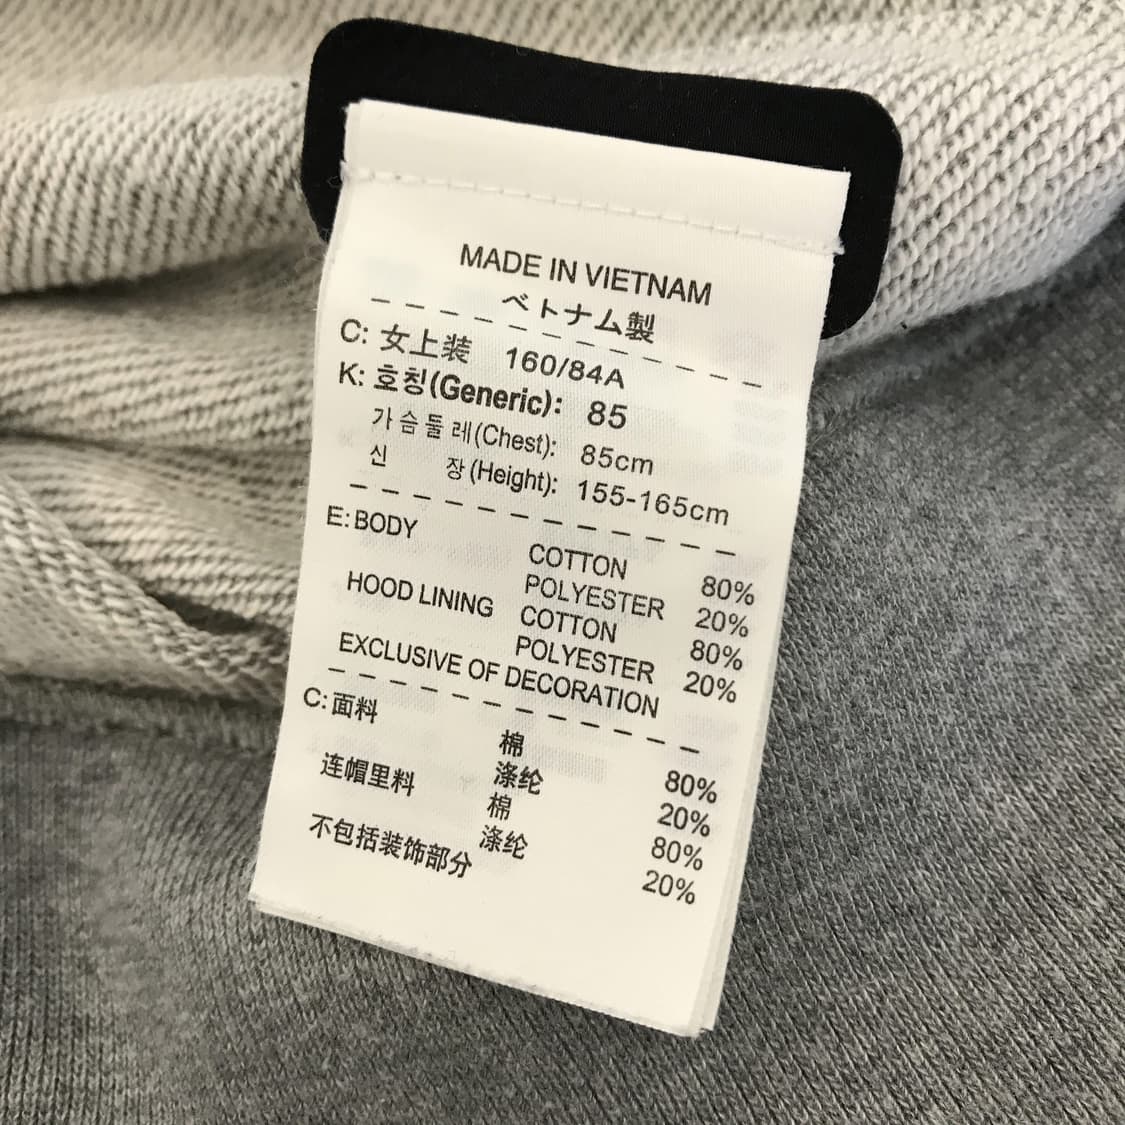 MADE IN VIETNAM
ベトナム製
C: 女上装 160/84A
K: 호칭(Generic): 85
가슴둘레(Chest): 85cm
신 장(Height): 155-165cm
E: BODY COTTON 80%
POLYESTER 20%
HOOD LINING COTTON 80%
POLYESTER 20%
EXCLUSIVE OF DECORATION
C: 面料 棉 80%
涤纶 20%
连帽里料 棉 80%
涤纶 20%
不包括装饰部分